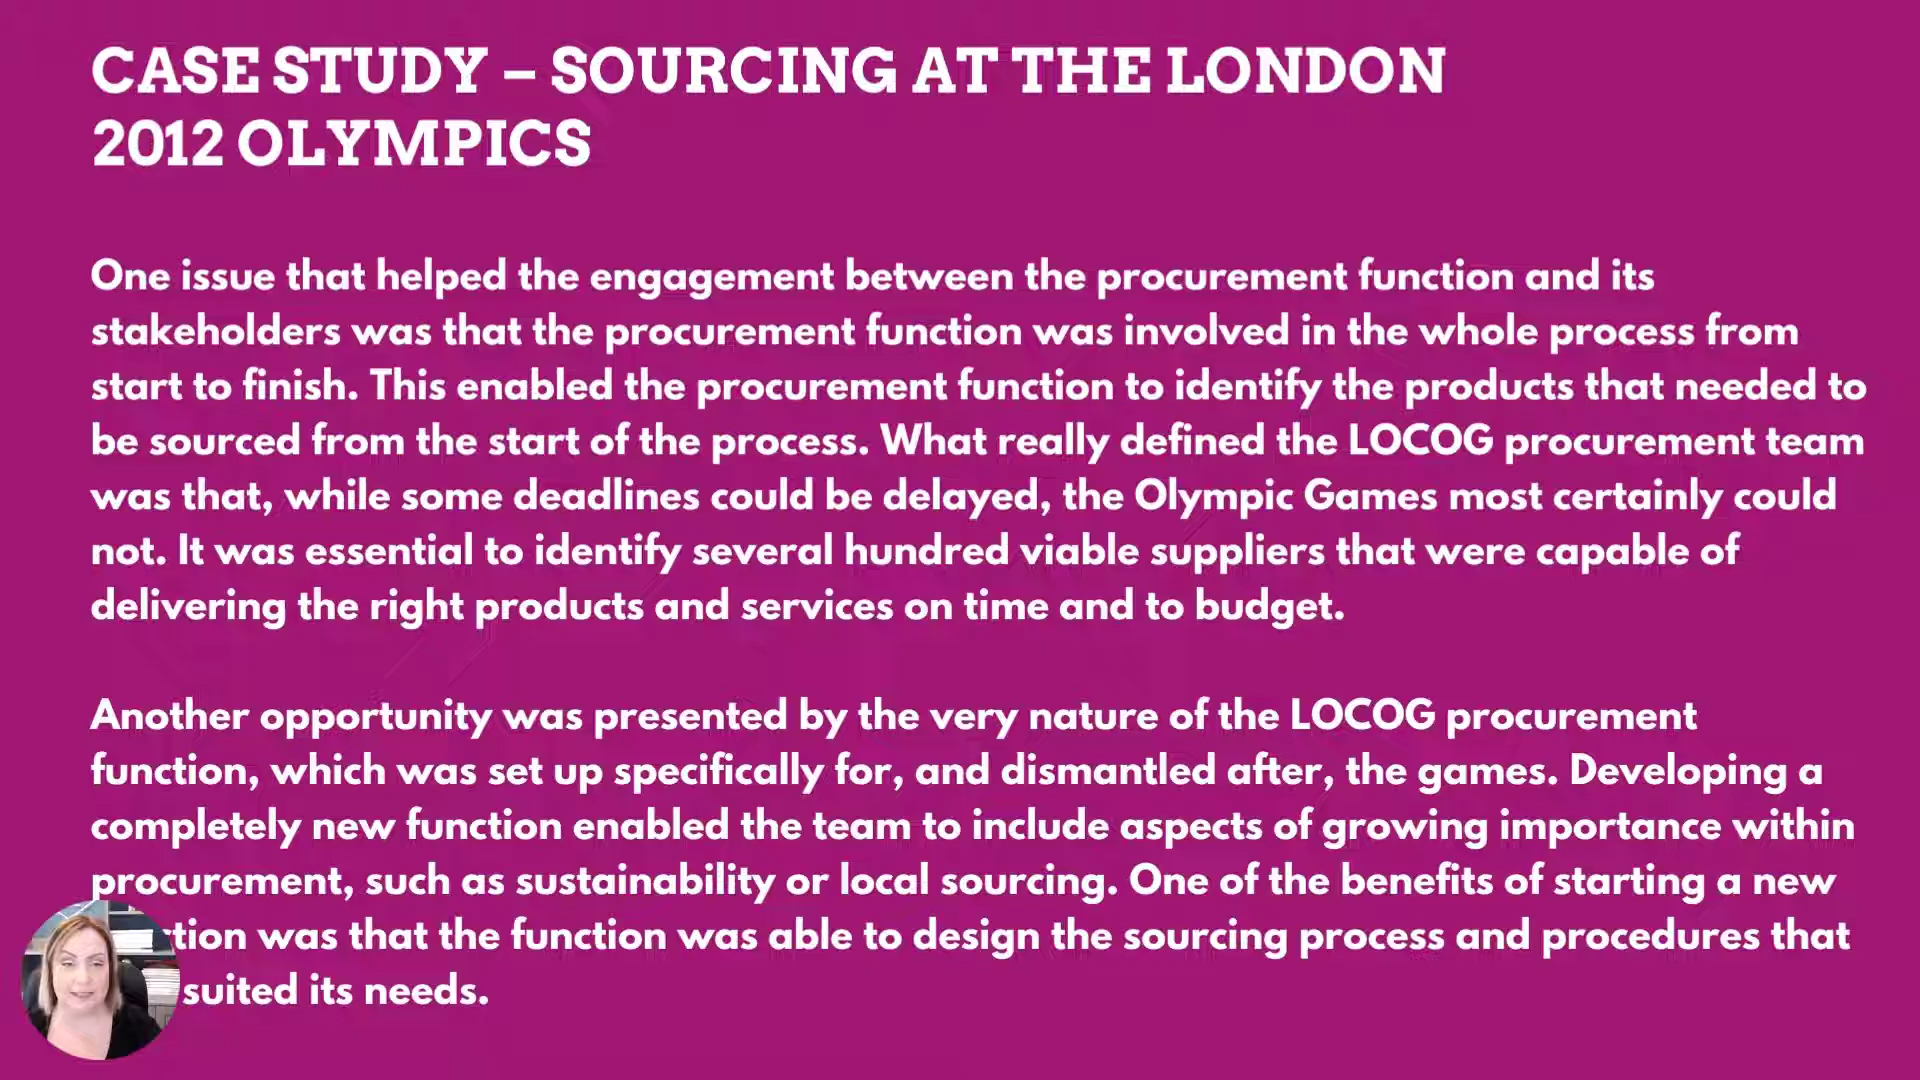 CASE STUDY – SOURCING AT THE LONDON
2012 OLYMPICS
One issue that helped the engagement between the procurement function and its
stakeholders was that the procurement function was involved in the whole process from
start to finish. This enabled the procurement function to identify the products that needed to
be sourced from the start of the process. What really defined the LOCOG procurement team
was that, while some deadlines could be delayed, the Olympic Games most certainly could
not. It was essential to identify several hundred viable suppliers that were capable of
delivering the right products and services on time and to budget.
Another opportunity was presented by the very nature of the LOCOG procurement
function, which was set up specifically for, and dismantled after, the games. Developing a
completely new function enabled the team to include aspects of growing importance within
procurement, such as sustainability or local sourcing. One of the benefits of starting a new
was that the function was able to design the sourcing process and procedures that
suited its needs.